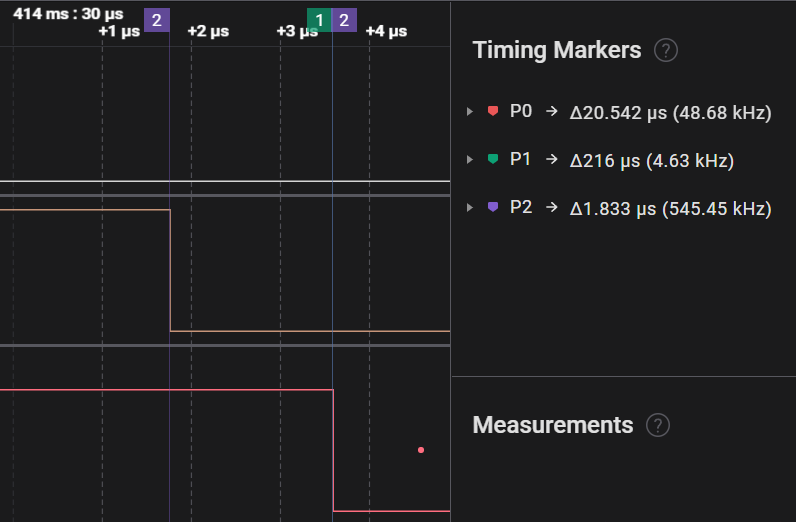 414 ms : 30 µs
+1 µs
2
+2 µs
+3 µs
1
2
+4 µs
Timing Markers ?
P0 → Δ20.542 µs (48.68 kHz)
P1 → Δ216 µs (4.63 kHz)
P2 → Δ1.833 µs (545.45 kHz)
Measurements ?